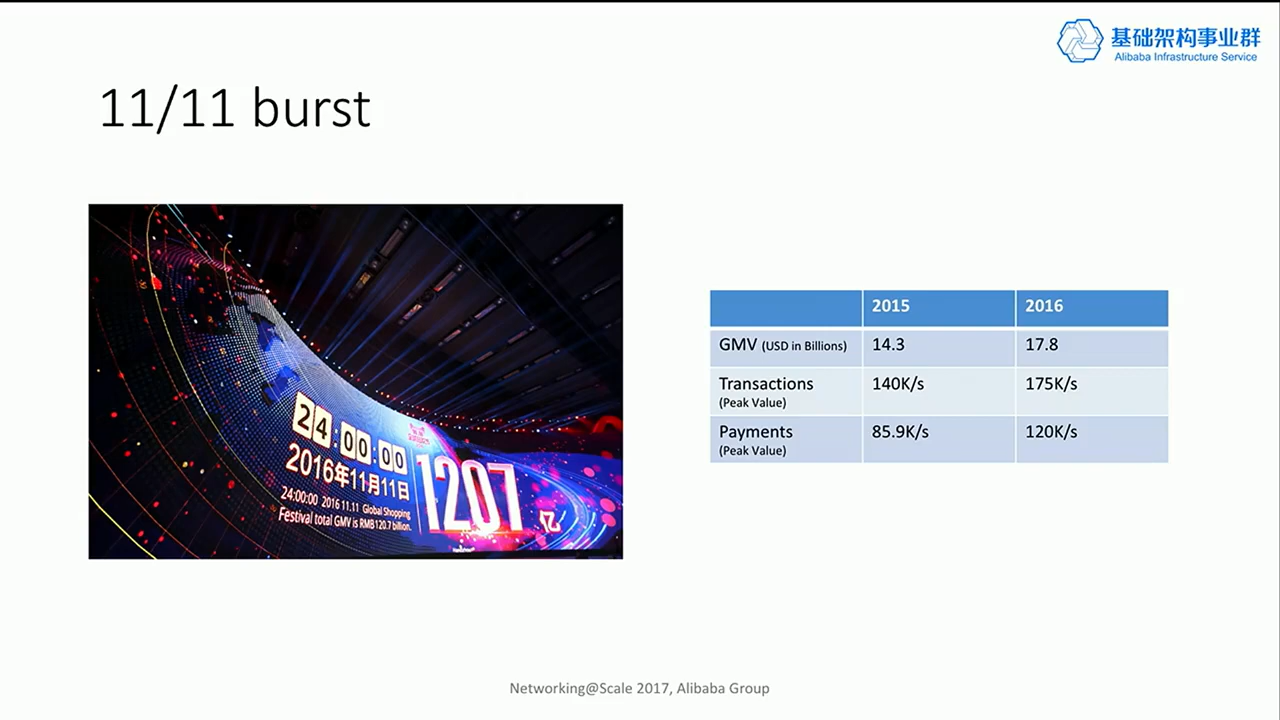 基础架构事业群
Alibaba Infrastructure Service
11/11 burst
24:00:00
2016年11月11日
24:00:00 2016 11.11 Global Shopping
Festival total GMV is RMB120.7 billion.
1207
亿
2015 2016
GMV (USD in Billions) 14.3 17.8
Transactions 140K/s 175K/s
(Peak Value)
Payments 85.9K/s 120K/s
(Peak Value)
Networking@Scale 2017, Alibaba Group